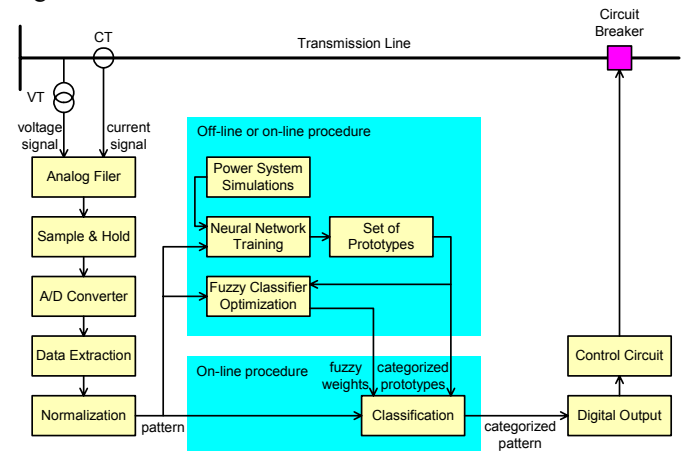 Circuit
Breaker
CT
Transmission Line
VT
voltage
signal
current
signal
Off-line or on-line procedure
Analog Filer
Power System
Simulations
Sample & Hold
Neural Network
Training
Set of
Prototypes
A/D Converter
Fuzzy Classifier
Optimization
Data Extraction
On-line procedure
fuzzy
weights
categorized
prototypes
Control Circuit
Normalization
pattern
Classification
categorized
pattern
Digital Output